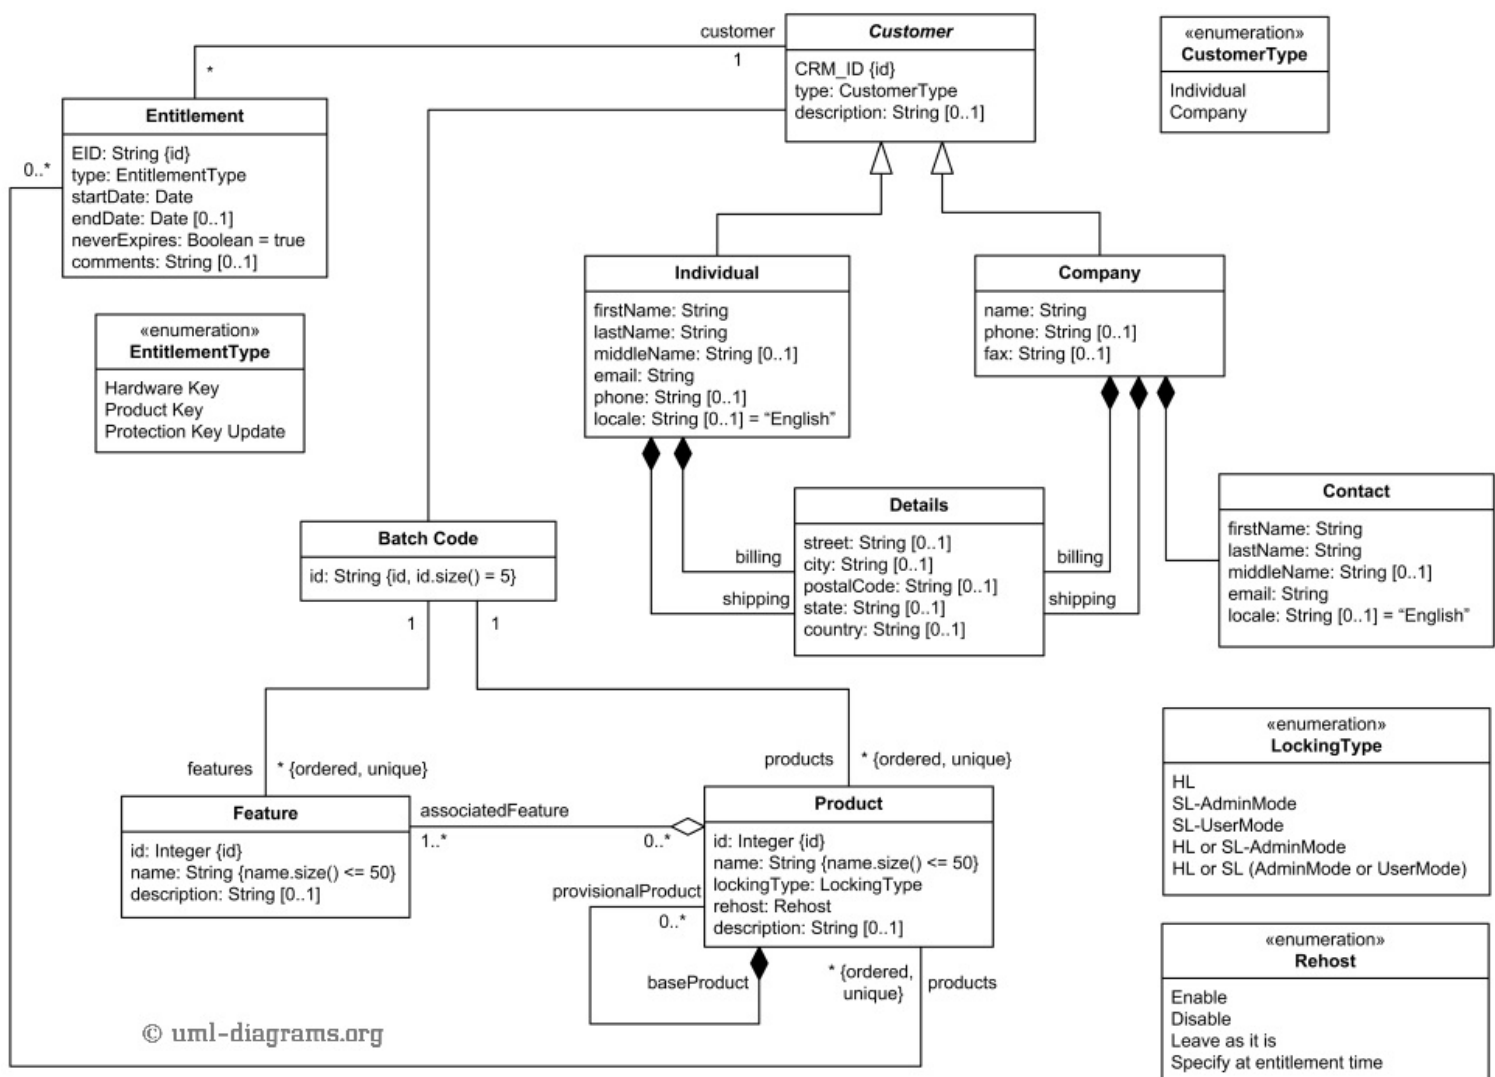 customer
1
*
Customer
CRM_ID {id}
type: CustomerType
description: String [0..1]
«enumeration»
CustomerType
Individual
Company
Entitlement
EID: String {id}
type: EntitlementType
startDate: Date
endDate: Date [0..1]
neverExpires: Boolean = true
comments: String [0..1]
0..*
«enumeration»
EntitlementType
Hardware Key
Product Key
Protection Key Update
Individual
firstName: String
lastName: String
middleName: String [0..1]
email: String
phone: String [0..1]
locale: String [0..1] = “English”
Company
name: String
phone: String [0..1]
fax: String [0..1]
Details
street: String [0..1]
city: String [0..1]
postalCode: String [0..1]
state: String [0..1]
country: String [0..1]
billing
shipping
billing
shipping
Contact
firstName: String
lastName: String
middleName: String [0..1]
email: String
locale: String [0..1] = “English”
Batch Code
id: String {id, id.size() = 5}
1
1
features
* {ordered, unique}
products
* {ordered, unique}
Feature
id: Integer {id}
name: String {name.size() <= 50}
description: String [0..1]
associatedFeature
1..*
0..*
Product
id: Integer {id}
name: String {name.size() <= 50}
lockingType: LockingType
rehost: Rehost
description: String [0..1]
provisionalProduct
0..*
baseProduct
* {ordered,
unique}
products
«enumeration»
LockingType
HL
SL-AdminMode
SL-UserMode
HL or SL-AdminMode
HL or SL (AdminMode or UserMode)
«enumeration»
Rehost
Enable
Disable
Leave as it is
Specify at entitlement time
© uml-diagrams.org